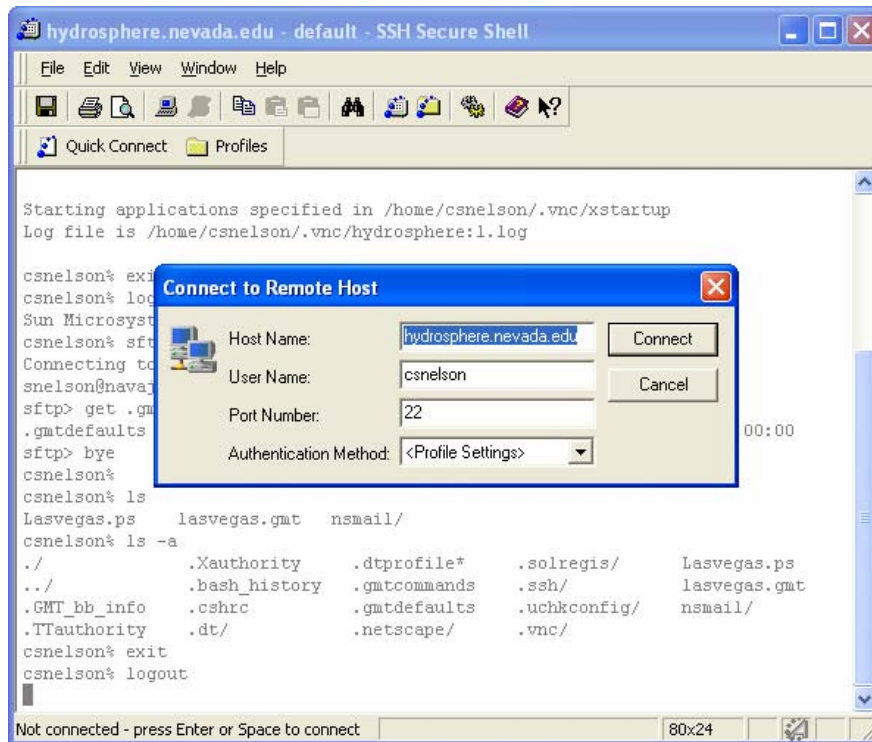 hydrosphere.nevada.edu - default - SSH Secure Shell
File Edit View Window Help
Quick Connect Profiles
Starting applications specified in /home/csnelson/.vnc/xstartup
Log file is /home/csnelson/.vnc/hydrosphere:1.log
csnelson% exi
csnelson% log
Sun Microsyst
csnelson% sft
Connecting to
snelson@navaj
sftp> get .gm
.gmtdefaults 00:00
sftp> bye
csnelson%
csnelson% ls
Lasvegas.ps lasvegas.gmt nsmail/
csnelson% ls -a
./ .Xauthority .dtprofile* .solregis/ Lasvegas.ps
../ .bash_history .gmtcommands .ssh/ lasvegas.gmt
.GMT_bb_info .cshrc .gmtdefaults .uchkconfig/ nsmail/
.TTauthority .dt/ .netscape/ .vnc/
csnelson% exit
csnelson% logout
Connect to Remote Host
Host Name: hydrosphere.nevada.edu Connect
User Name: csnelson Cancel
Port Number: 22
Authentication Method: <Profile Settings>
Not connected - press Enter or Space to connect 80x24